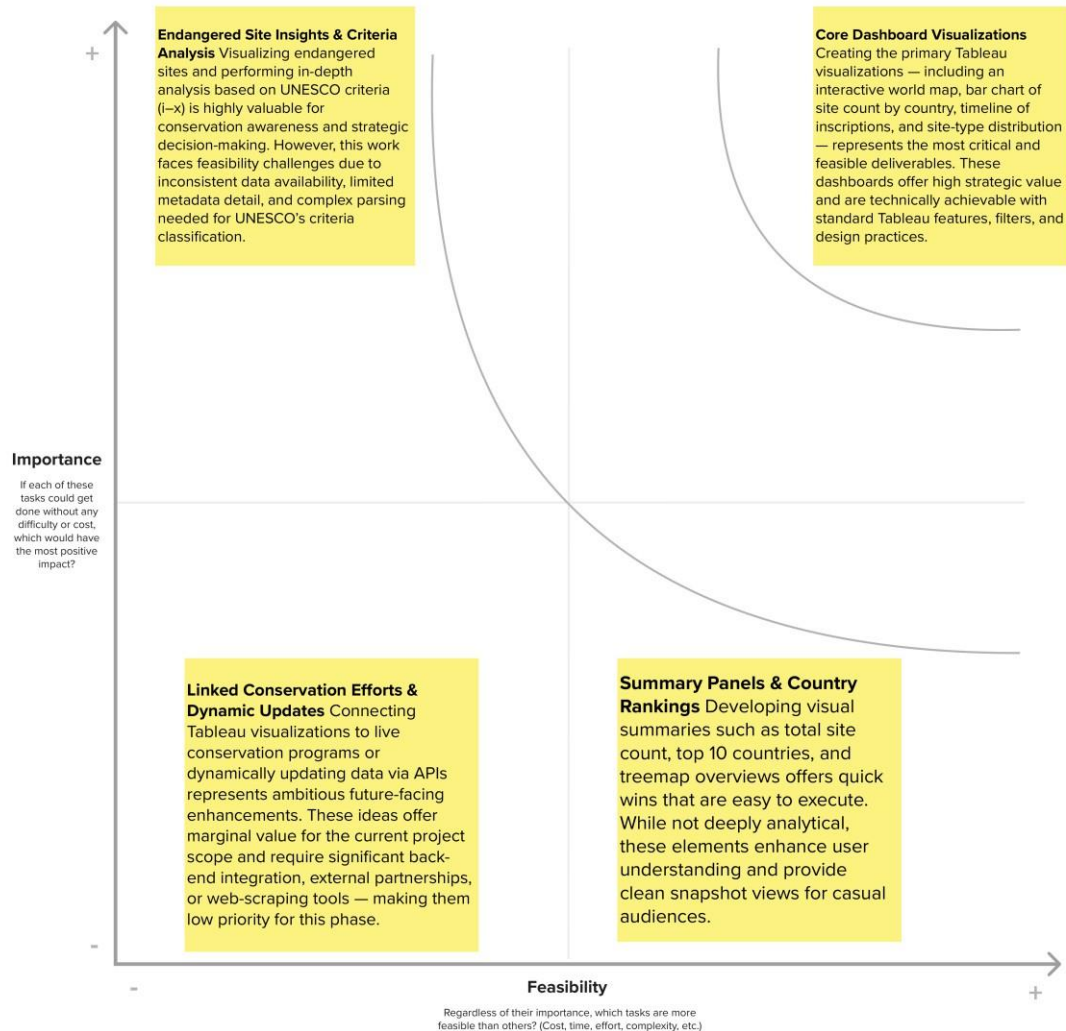 Endangered Site Insights & Criteria
Analysis Visualizing endangered
sites and performing in-depth
analysis based on UNESCO criteria
(i–x) is highly valuable for
conservation awareness and strategic
decision-making. However, this work
faces feasibility challenges due to
inconsistent data availability, limited
metadata detail, and complex parsing
needed for UNESCO's criteria
classification.
Core Dashboard Visualizations
Creating the primary Tableau
visualizations — including an
interactive world map, bar chart of
site count by country, timeline of
inscriptions, and site-type distribution
— represents the most critical and
feasible deliverables. These
dashboards offer high strategic value
and are technically achievable with
standard Tableau features, filters, and
design practices.
+
Importance
If each of these
tasks could get
done without any
difficulty or cost,
which would have
the most positive
impact?
Linked Conservation Efforts &
Dynamic Updates Connecting
Tableau visualizations to live
conservation programs or
dynamically updating data via APIs
represents ambitious future-facing
enhancements. These ideas offer
marginal value for the current project
scope and require significant back-
end integration, external partnerships,
or web-scraping tools — making them
low priority for this phase.
Summary Panels & Country
Rankings Developing visual
summaries such as total site
count, top 10 countries, and
treemap overviews offers quick
wins that are easy to execute.
While not deeply analytical,
these elements enhance user
understanding and provide
clean snapshot views for casual
audiences.
-
-
Feasibility
+
Regardless of their importance, which tasks are more
feasible than others? (Cost, time, effort, complexity, etc.)